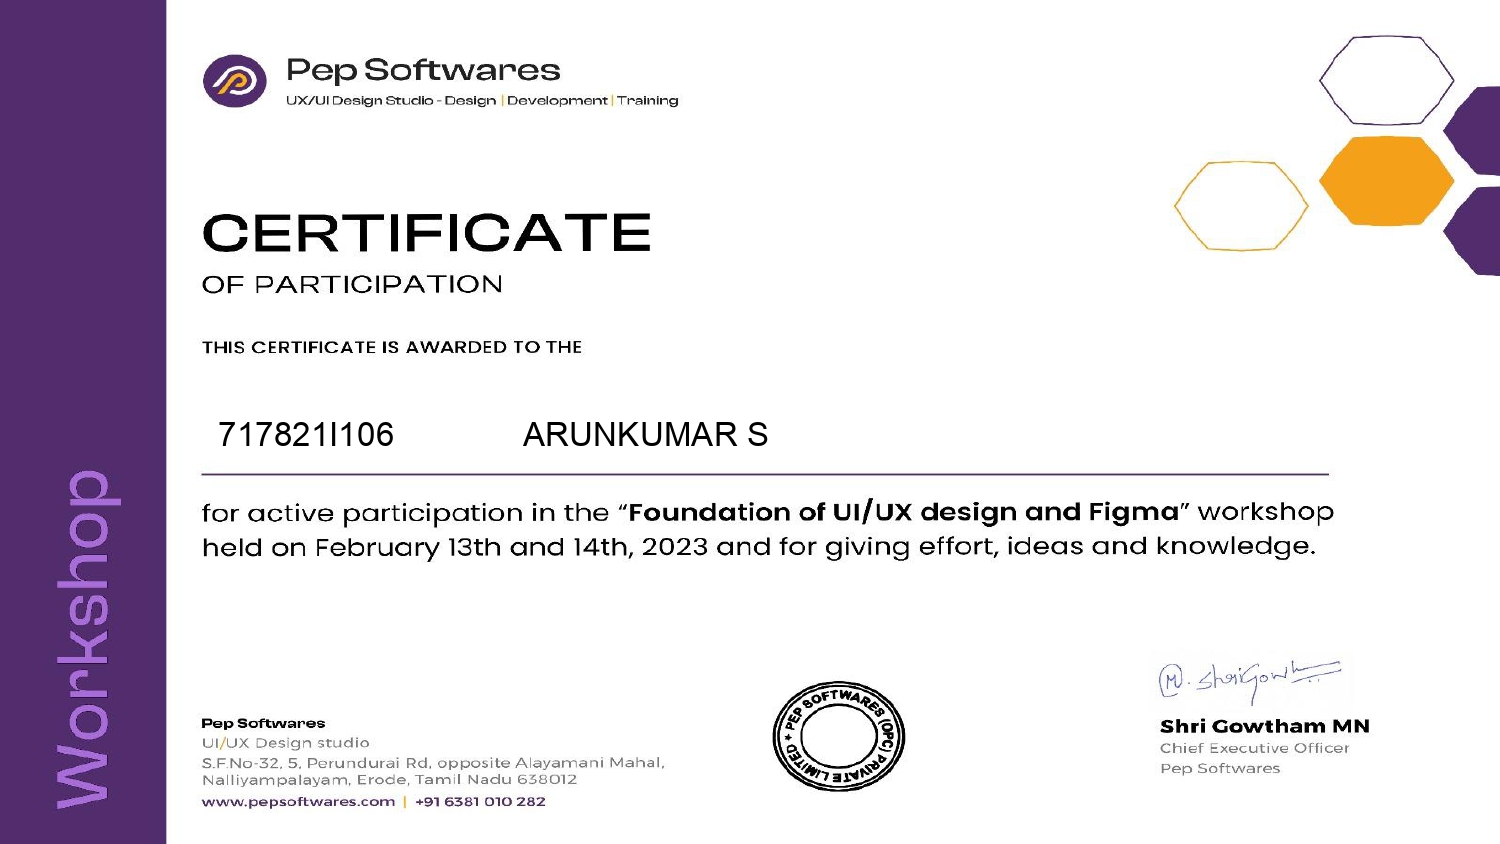 Pep Softwares
UX/UI Design Studio - Design | Development | Training
CERTIFICATE
OF PARTICIPATION
THIS CERTIFICATE IS AWARDED TO THE
717821I106 ARUNKUMAR S
for active participation in the “Foundation of UI/UX design and Figma” workshop
held on February 13th and 14th, 2023 and for giving effort, ideas and knowledge.
Workshop
Pep Softwares
UI/UX Design studio
S.F.No-32, 5, Perundurai Rd, opposite Alayamani Mahal,
Nalliyampalayam, Erode, Tamil Nadu 638012
www.pepsoftwares.com | +91 6381 010 282
PEP SOFTWARES (OPC) PRIVATE LIMITED
M. ShriGowth
Shri Gowtham MN
Chief Executive Officer
Pep Softwares